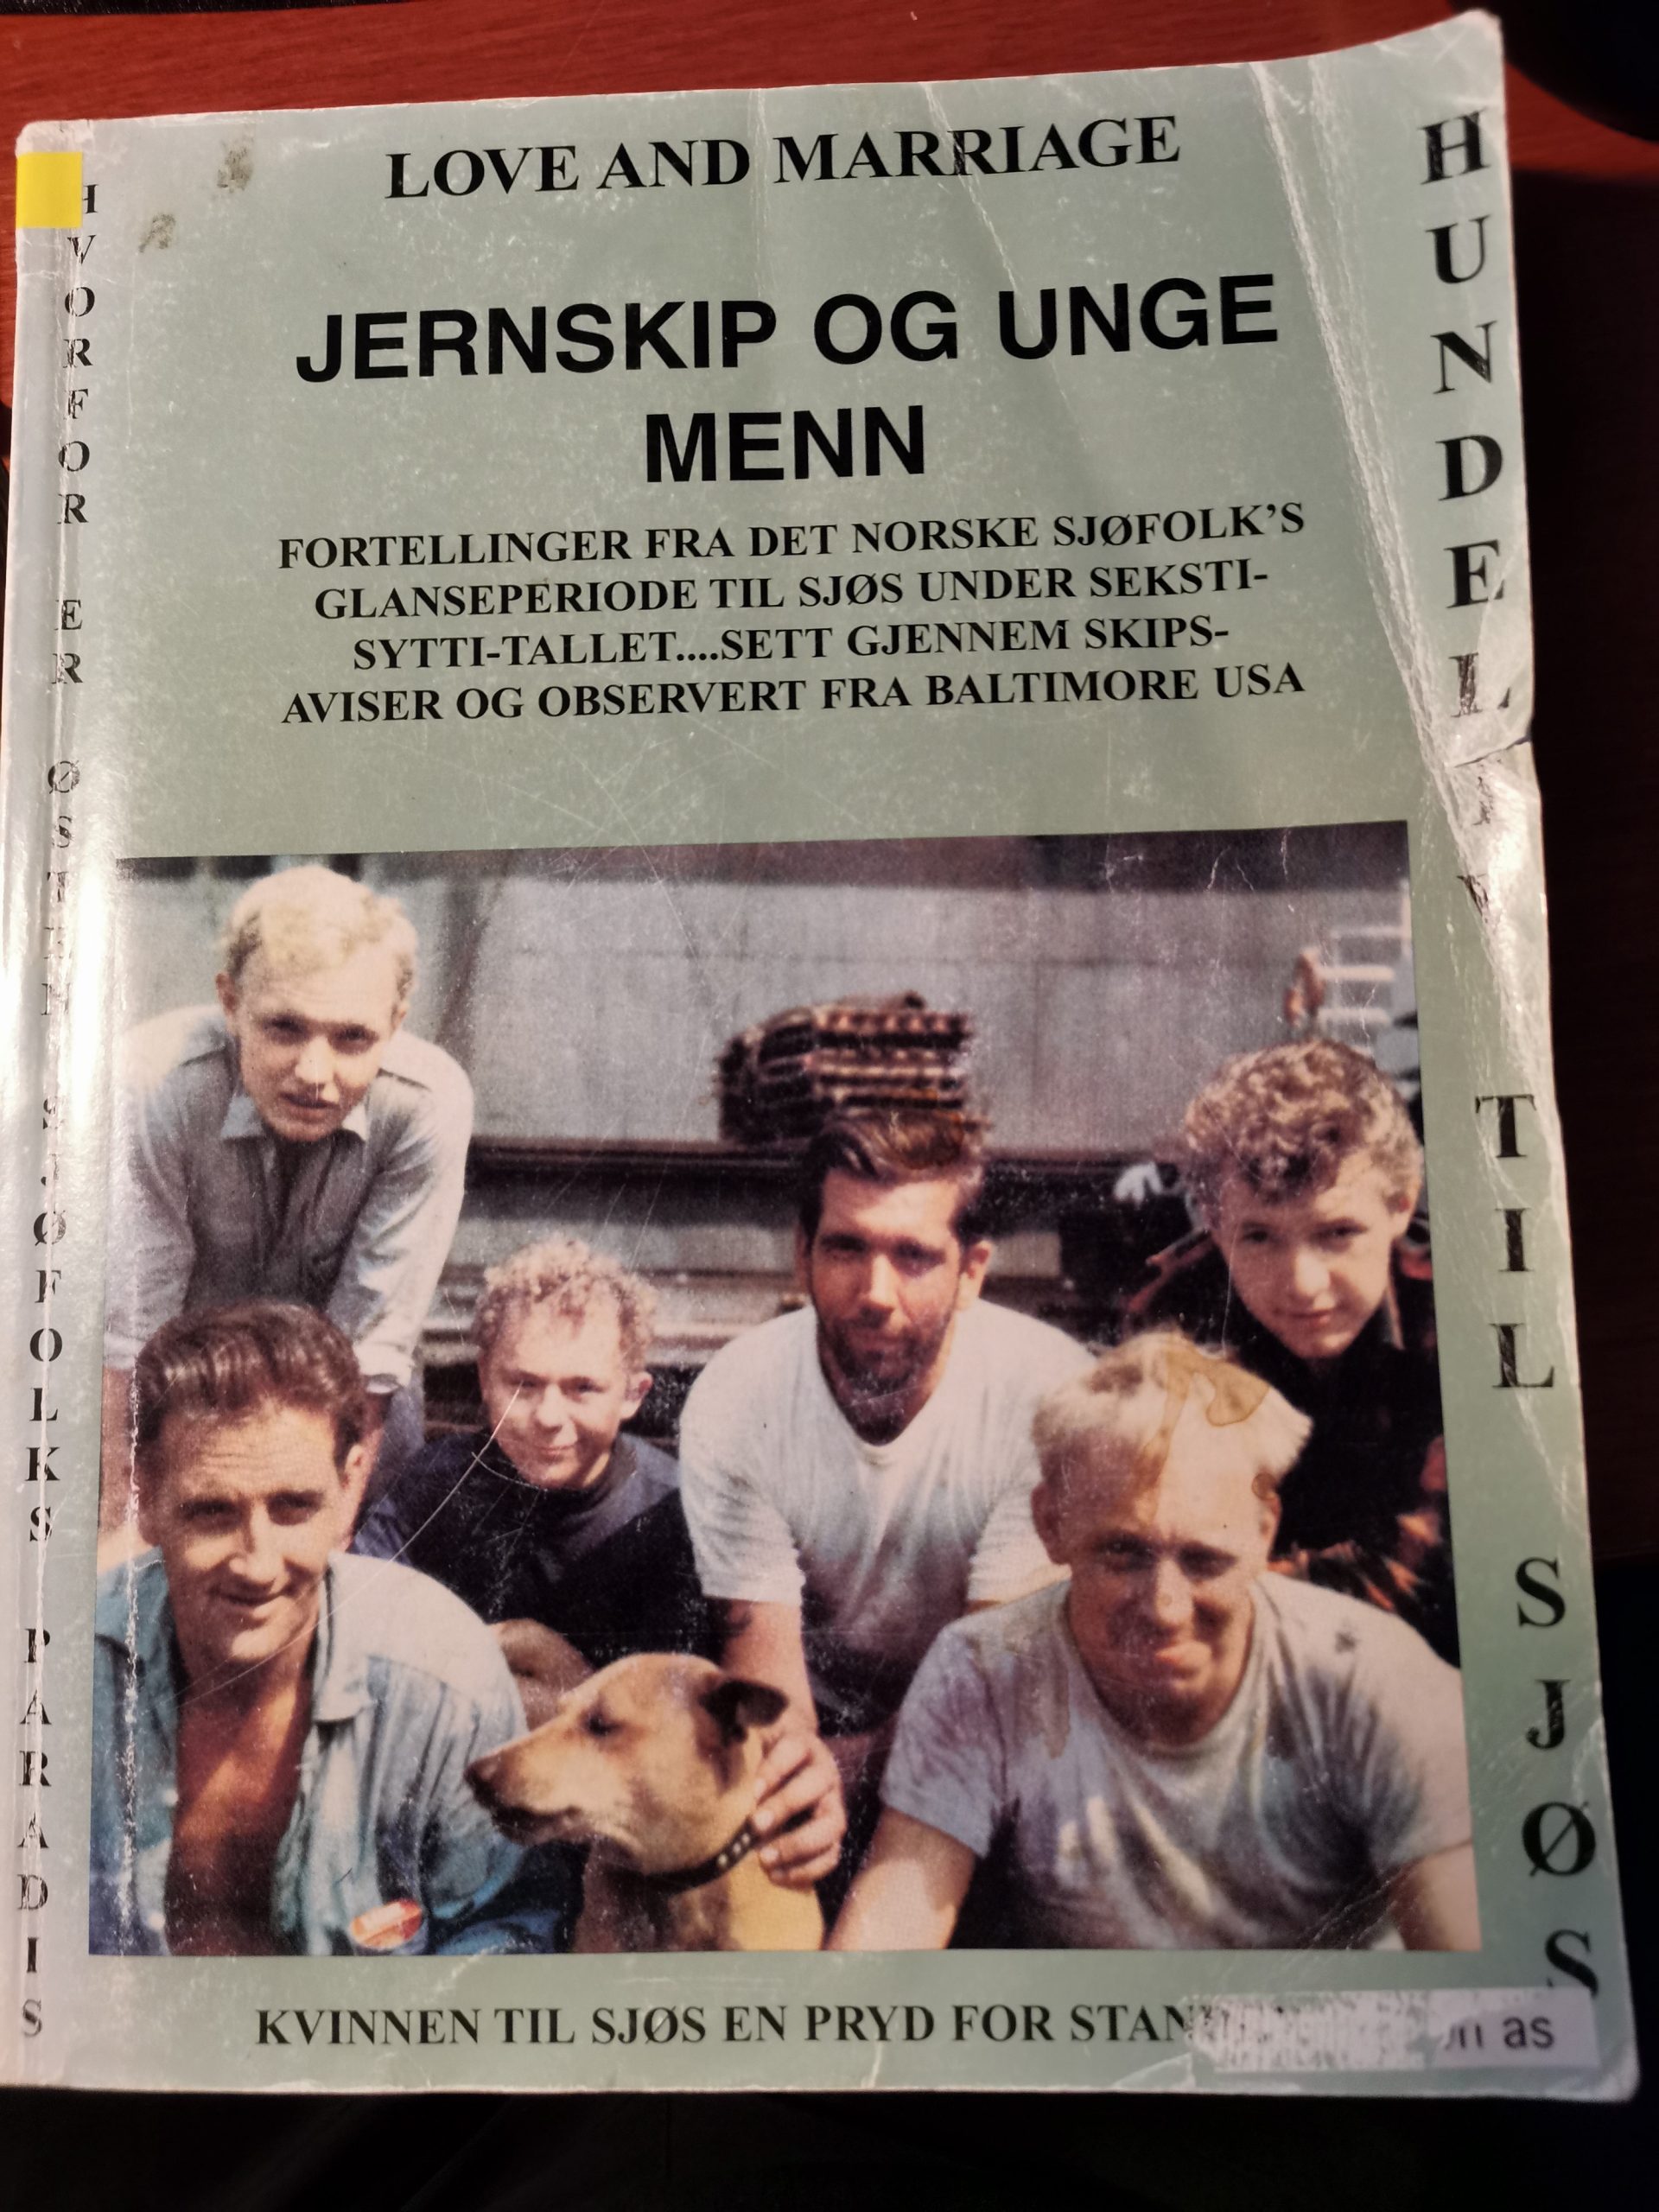 LOVE AND MARRIAGE
JERNSKIP OG UNGE
MENN
FORTELLINGER FRA DET NORSKE SJØFOLK'S
GLANSEPERIODE TIL SJØS UNDER SEKSTI-
SYTTI-TALLET....SETT GJENNEM SKIPS-
AVISER OG OBSERVERT FRA BALTIMORE USA
HVORFOR ER ØSTEN SJØFOLKS PARADIS
HUNDELIV TIL SJØS
KVINNEN TIL SJØS EN PRYD FOR
as